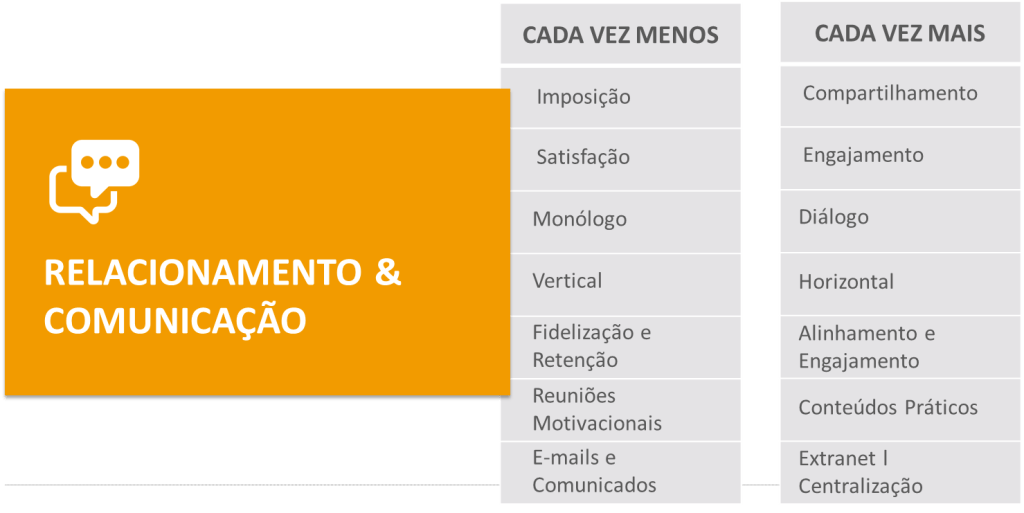 RELACIONAMENTO &
COMUNICAÇÃO
CADA VEZ MENOS
Imposição
Satisfação
Monólogo
Vertical
Fidelização e
Retenção
Reuniões
Motivacionais
E-mails e
Comunicados
CADA VEZ MAIS
Compartilhamento
Engajamento
Diálogo
Horizontal
Alinhamento e
Engajamento
Conteúdos Práticos
Extranet l
Centralização